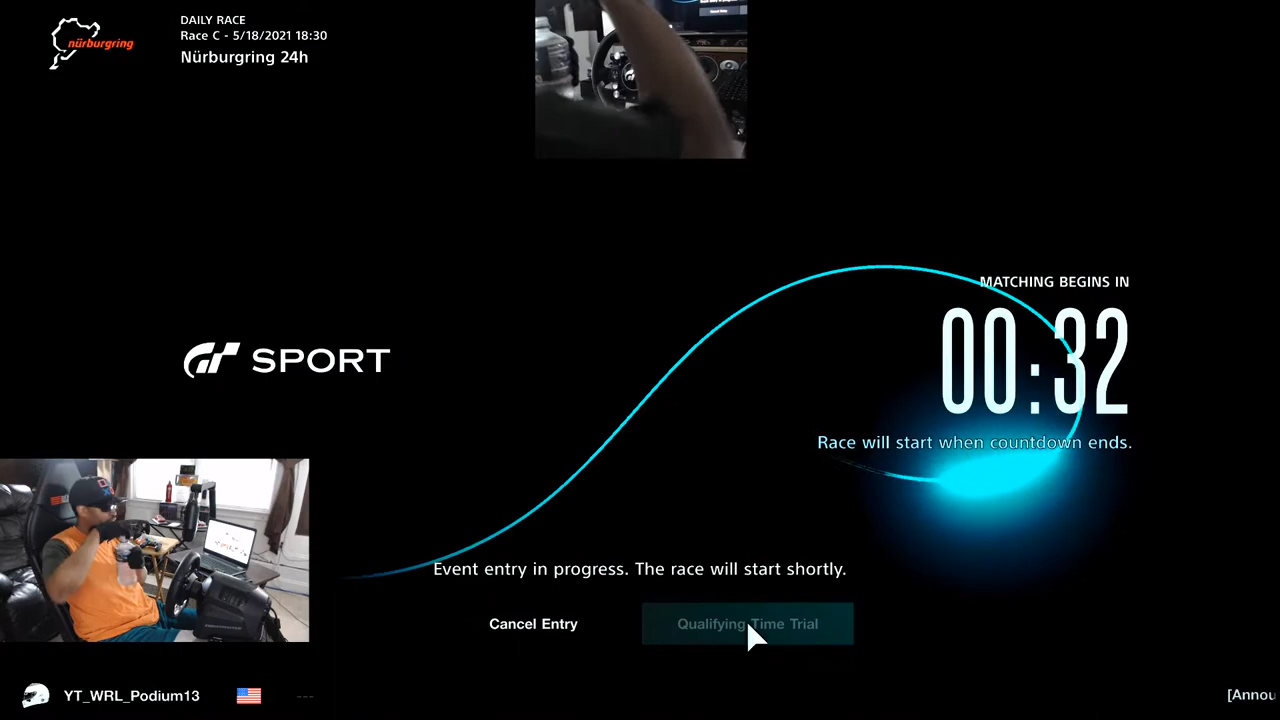 nürburgring
DAILY RACE
Race C - 5/18/2021 18:30
Nürburgring 24h
MATCHING BEGINS IN
00:32
Race will start when countdown ends.
GT SPORT
Event entry in progress. The race will start shortly.
Cancel Entry
Qualifying Time Trial
YT_WRL_Podium13
---
[Annou